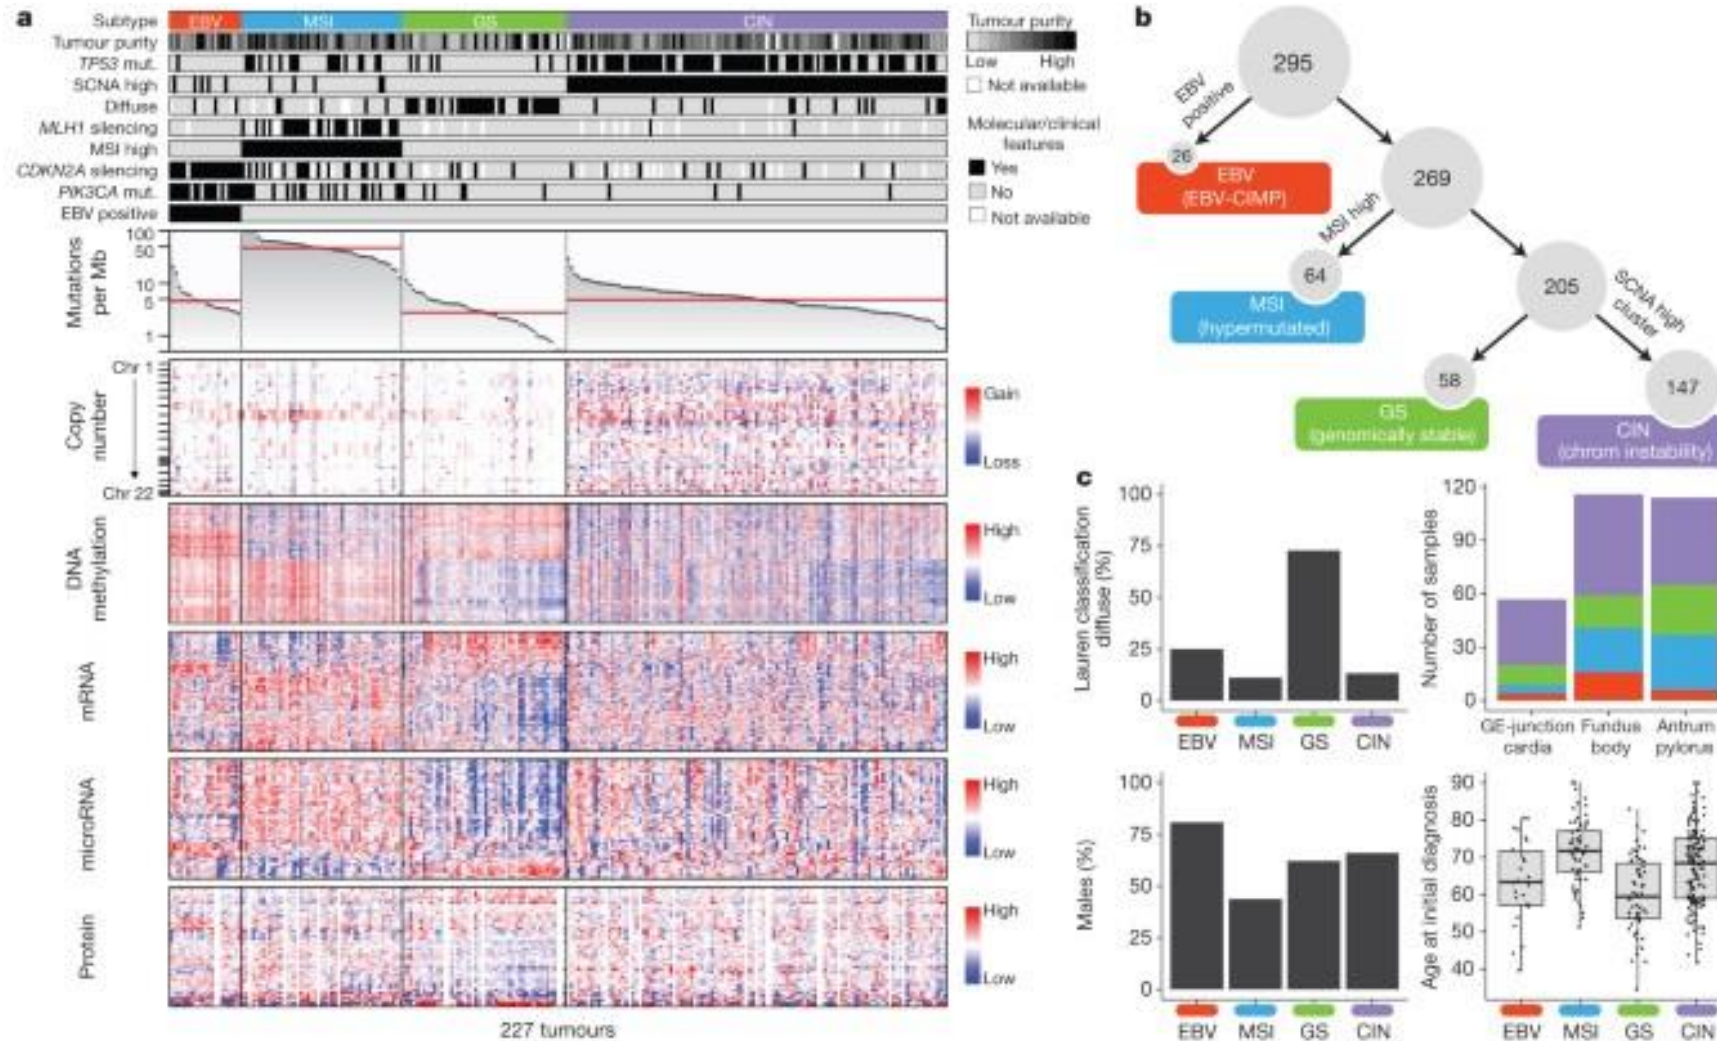 a
Subtype EBV MSI GS CIN
Tumour purity
TP53 mut.
SCNA high
Diffuse
MLH1 silencing
MSI high
CDKN2A silencing
PIK3CA mut.
EBV positive
Tumour purity
Low High
Not available
Molecular/clinical
features
Yes
No
Not available
Mutations
per Mb
100
50
10
5
1
Copy
number
Chr 1
Chr 22
Gain
Loss
DNA
methylation
High
Low
mRNA
High
Low
microRNA
High
Low
Protein
High
Low
227 tumours
b
295
EBV
positive
26
EBV
(EBV-CIMP)
269
MSI high
64
MSI
(hypermutated)
205
SCNA high
cluster
58
GS
(genomically stable)
147
CIN
(chrom instability)
c
Lauren classification
diffuse (%)
100
75
50
25
0
EBV MSI GS CIN
Number of samples
120
90
60
30
0
GE-junction Fundus Antrum
cardia body pylorus
Males (%)
100
75
50
25
0
EBV MSI GS CIN
Age at initial diagnosis
90
80
70
60
50
40
EBV MSI GS CIN